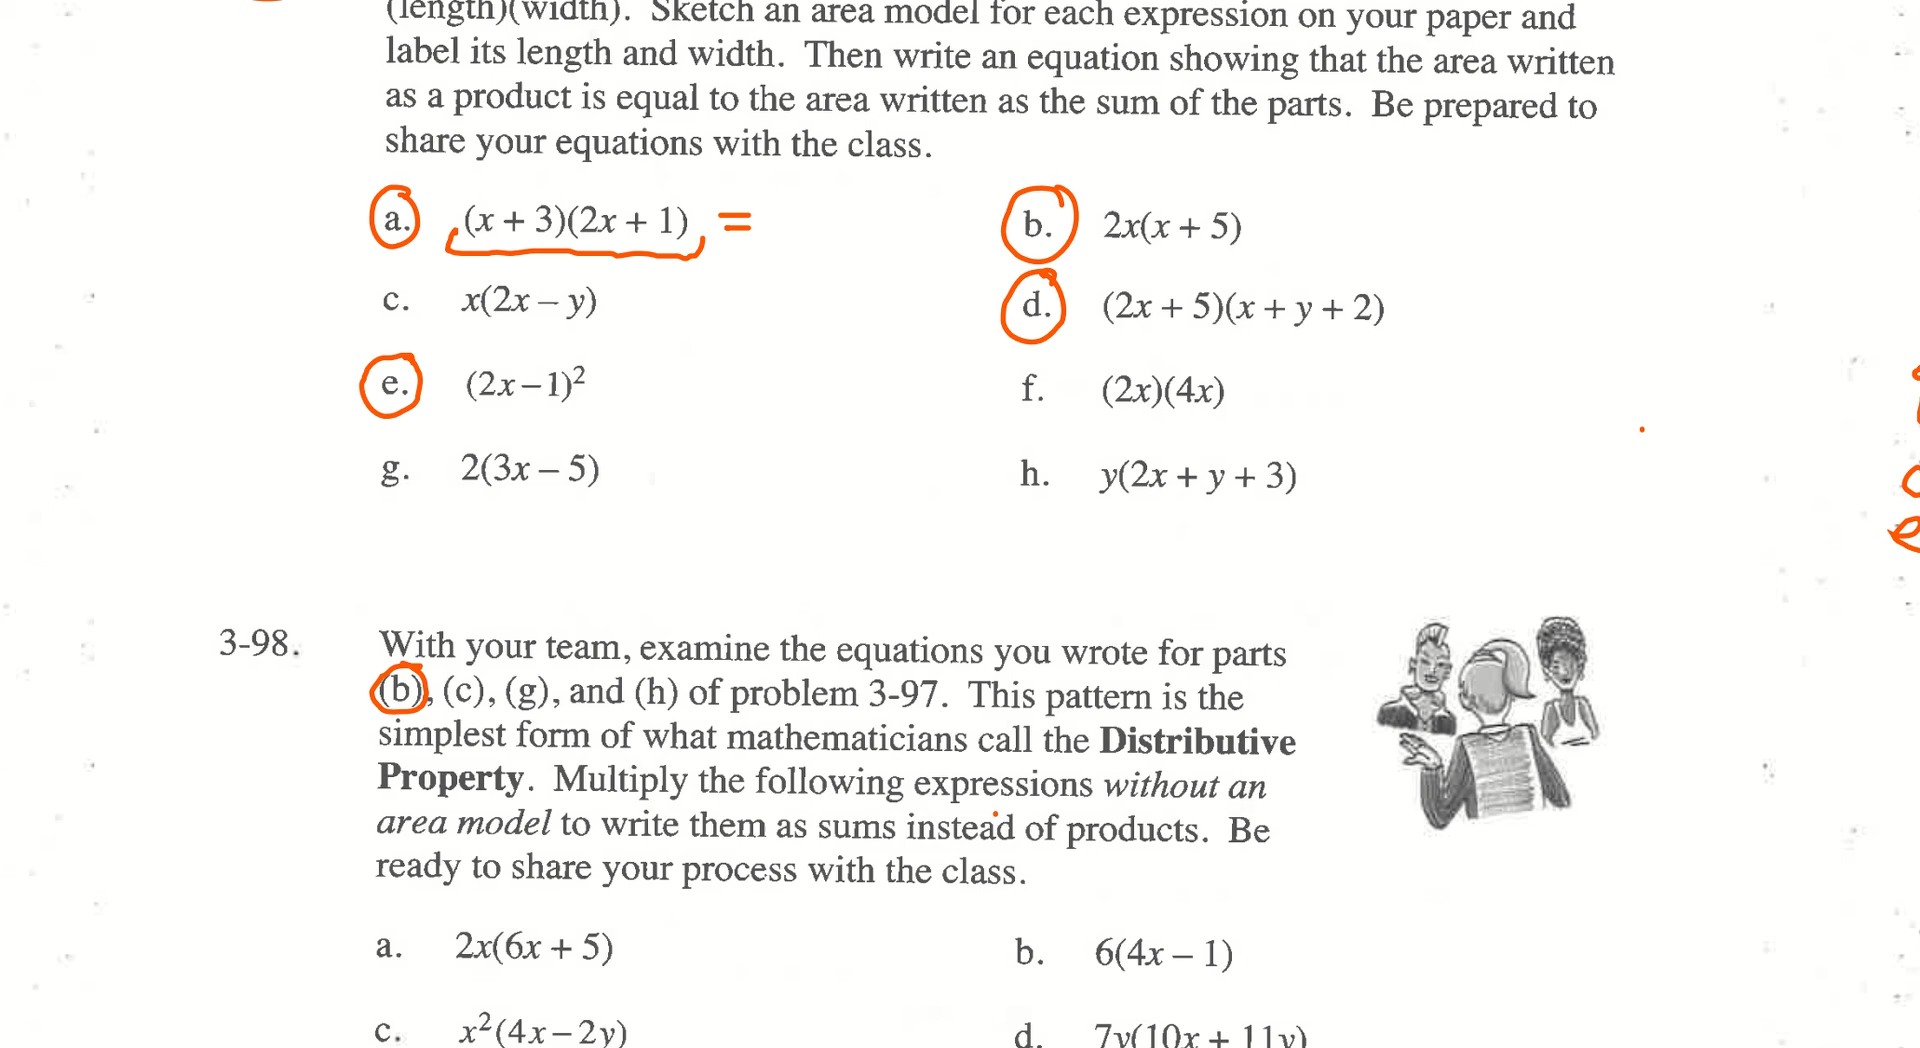 (length)(width). Sketch an area model for each expression on your paper and
label its length and width. Then write an equation showing that the area written
as a product is equal to the area written as the sum of the parts. Be prepared to
share your equations with the class.
a. (x + 3)(2x + 1) =
b. 2x(x + 5)
c. x(2x – y)
d. (2x + 5)(x + y + 2)
e. (2x – 1)²
f. (2x)(4x)
g. 2(3x – 5)
h. y(2x + y + 3)
3-98. With your team, examine the equations you wrote for parts
(b), (c), (g), and (h) of problem 3-97. This pattern is the
simplest form of what mathematicians call the Distributive
Property. Multiply the following expressions without an
area model to write them as sums instead of products. Be
ready to share your process with the class.
a. 2x(6x + 5)
b. 6(4x – 1)
c. x²(4x – 2y)
d. 7y(10x + 11y)